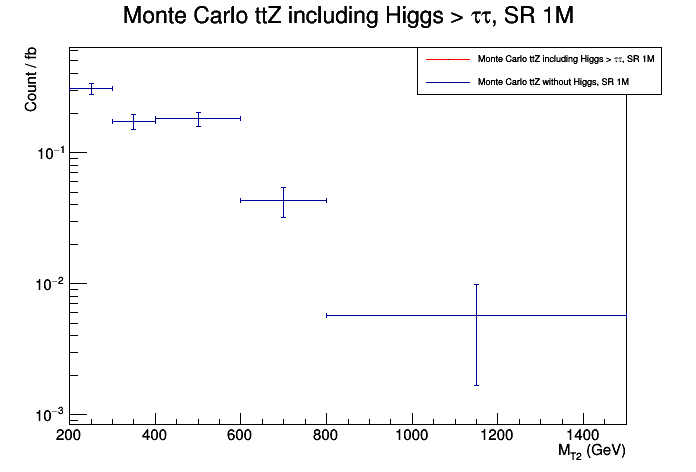 Monte Carlo ttZ including Higgs > ττ, SR 1M
Count / fb
Monte Carlo ttZ including Higgs > ττ, SR 1M
Monte Carlo ttZ without Higgs, SR 1M
10⁻¹
10⁻²
10⁻³
200 400 600 800 1000 1200 1400
M_T2 (GeV)